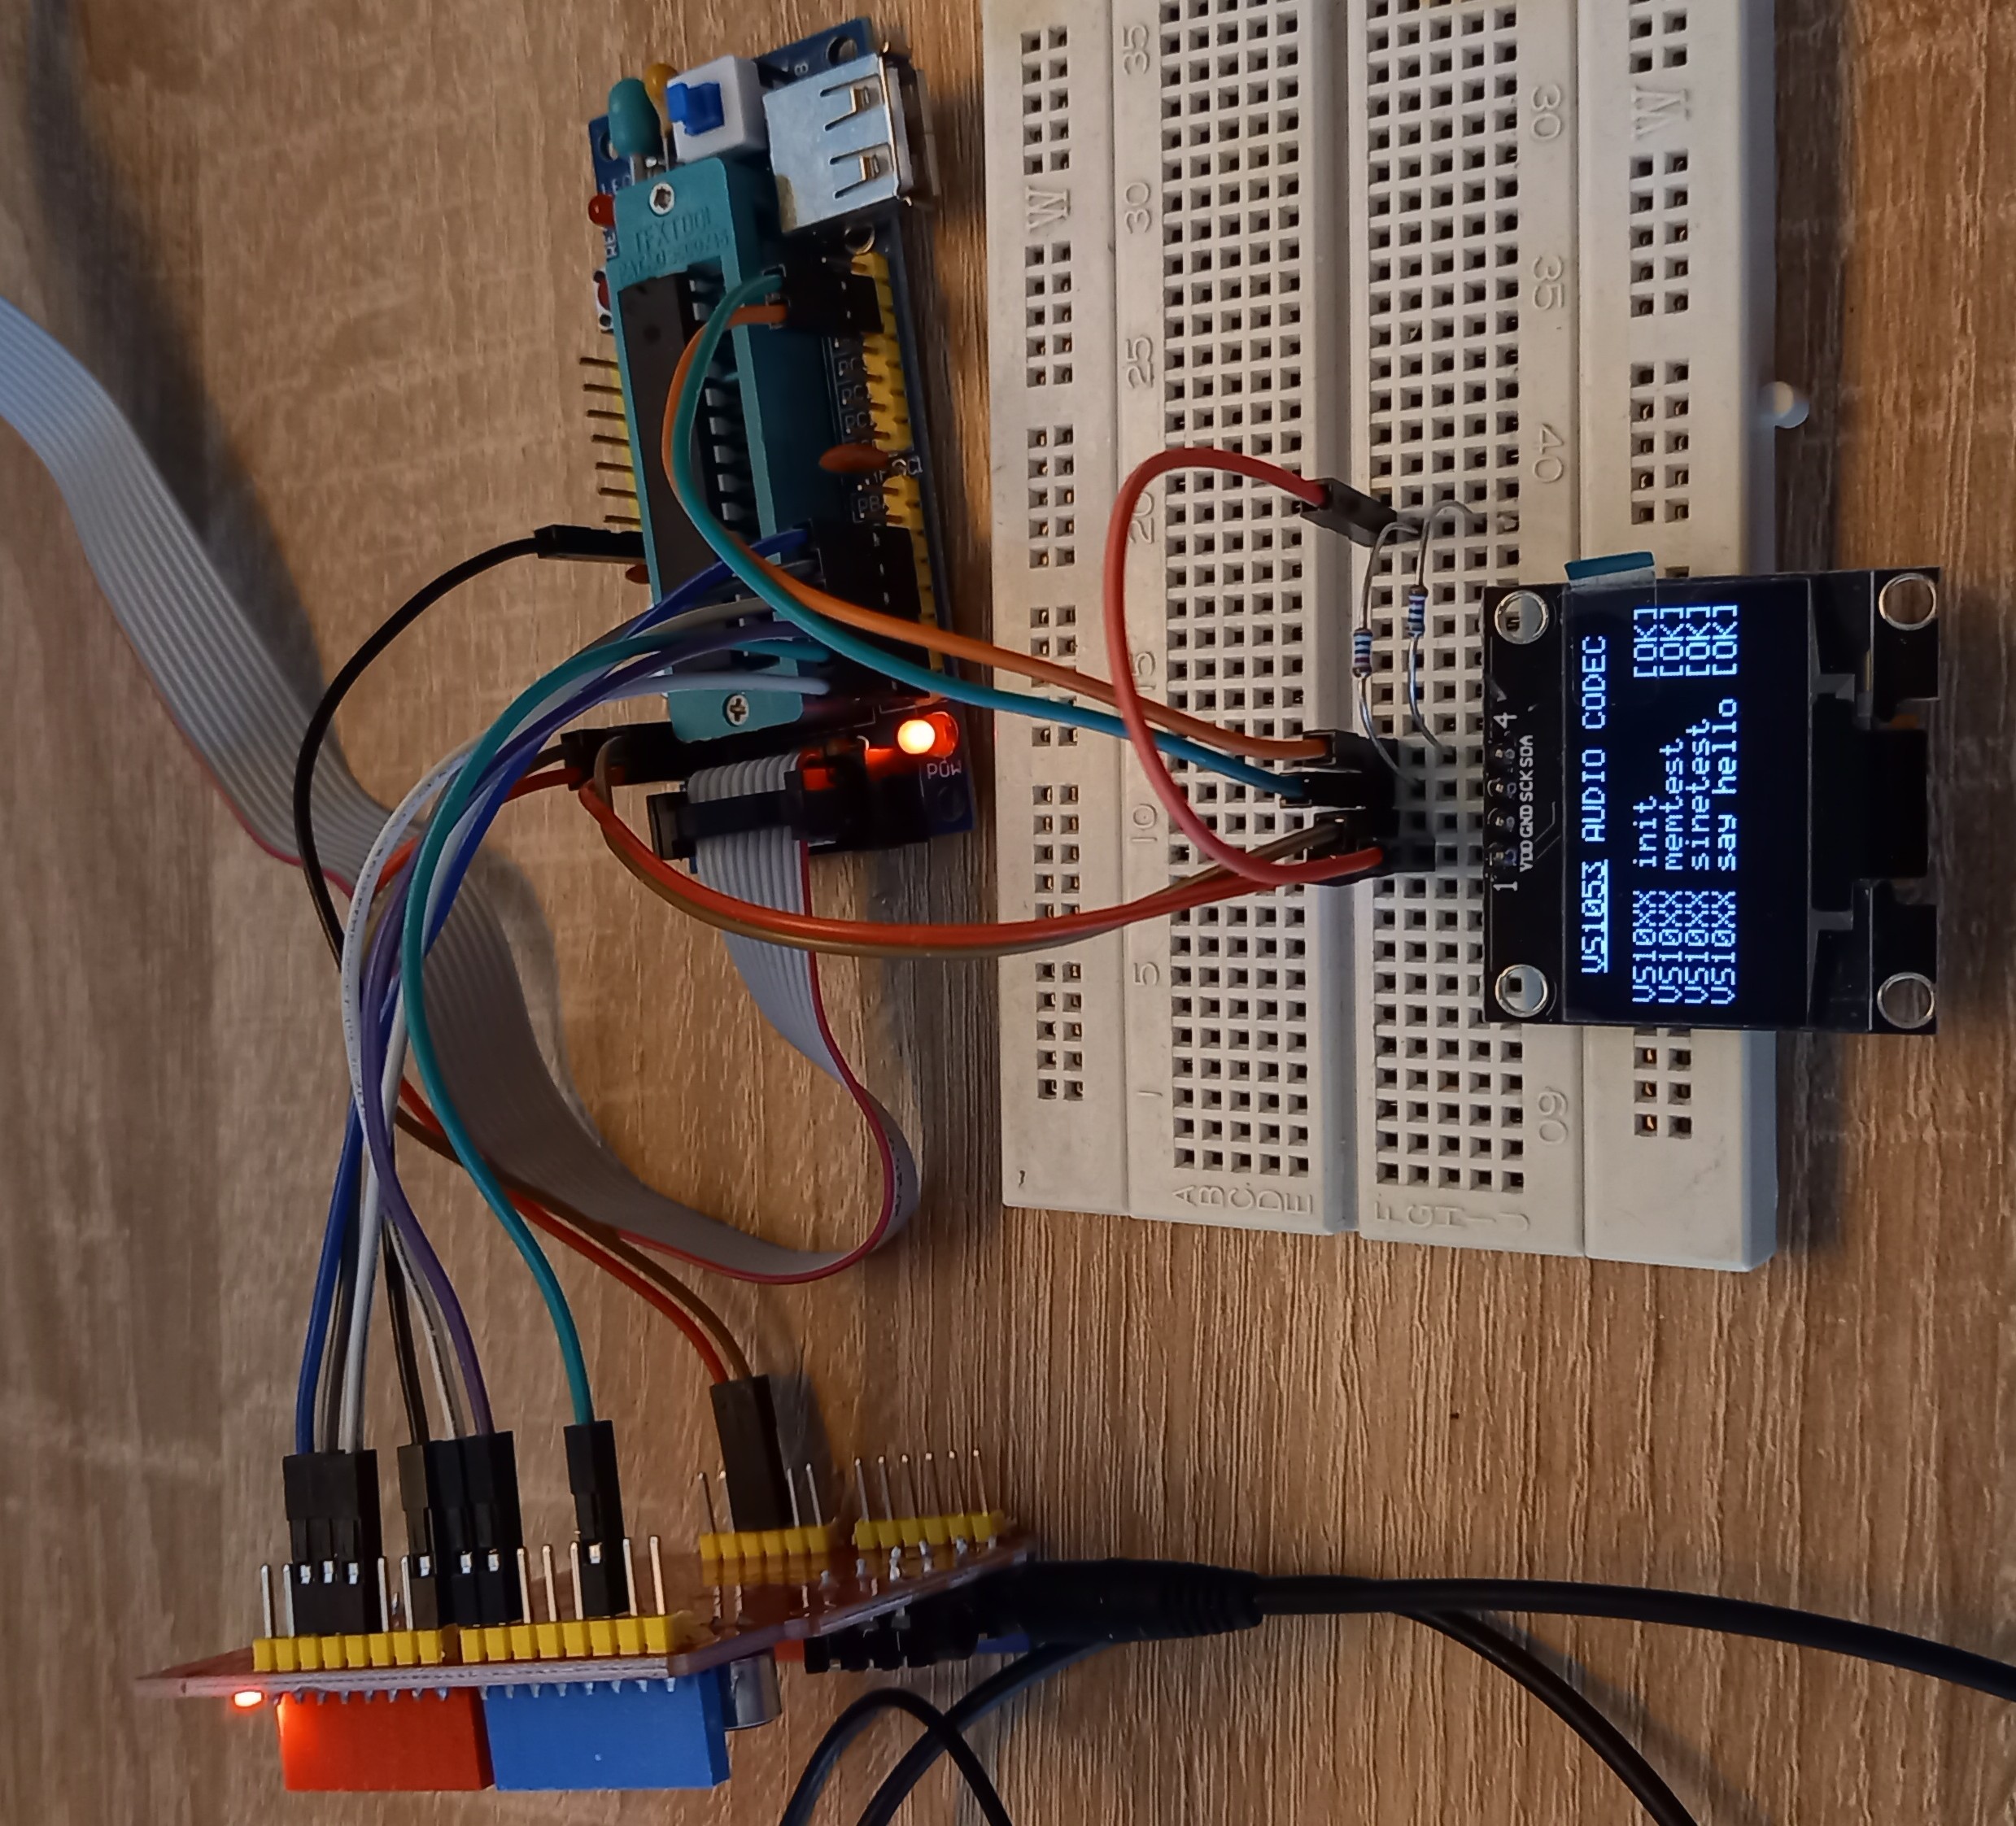 POW
W
1 5 10 15 20 25 30 35
A
B
C
D
E
F
G
H
I
J
1 4
VDD GND SCK SDA
60 40 35 30
W
VS1053 AUDIO CODEC
VS10XX init [OK]
VS10XX memtest [OK]
VS10XX sinetest [OK]
VS10XX say hello [OK]